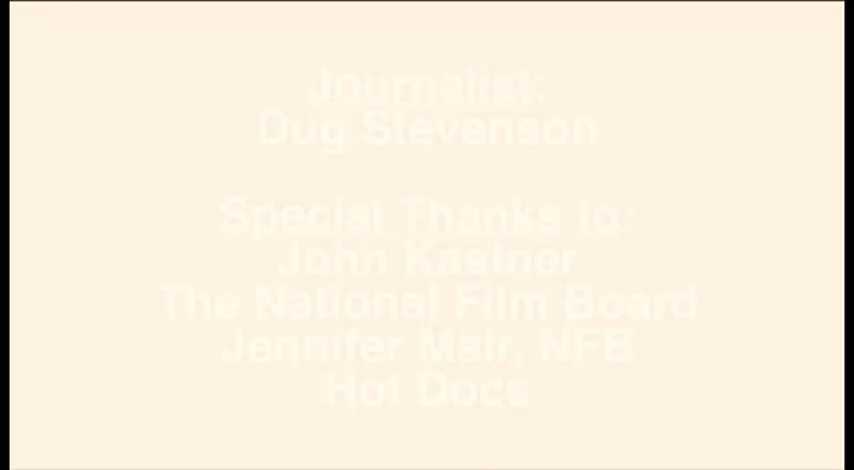 Journalist:
Dug Stevenson
Special Thanks to:
John Kastner
The National Film Board
Jennifer Mair, NFB
Hot Docs